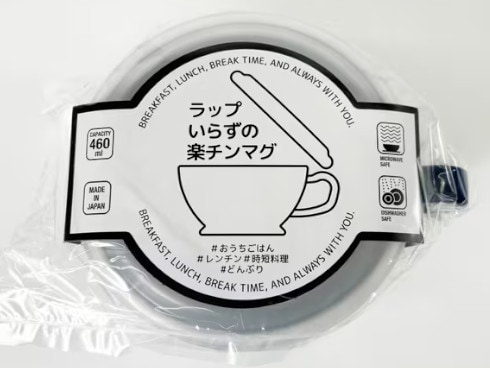 BREAKFAST, LUNCH, BREAK TIME, AND ALWAYS WITH YOU.
ラップ
いらずの
楽チンマグ
CAPACITY
460
ml
MADE
IN
JAPAN
MICROWAVE
SAFE
DISHWASHER
SAFE
#おうちごはん
#レンチン #時短料理
#どんぶり
BREAKFAST, LUNCH, BREAK TIME, AND ALWAYS WITH YOU.